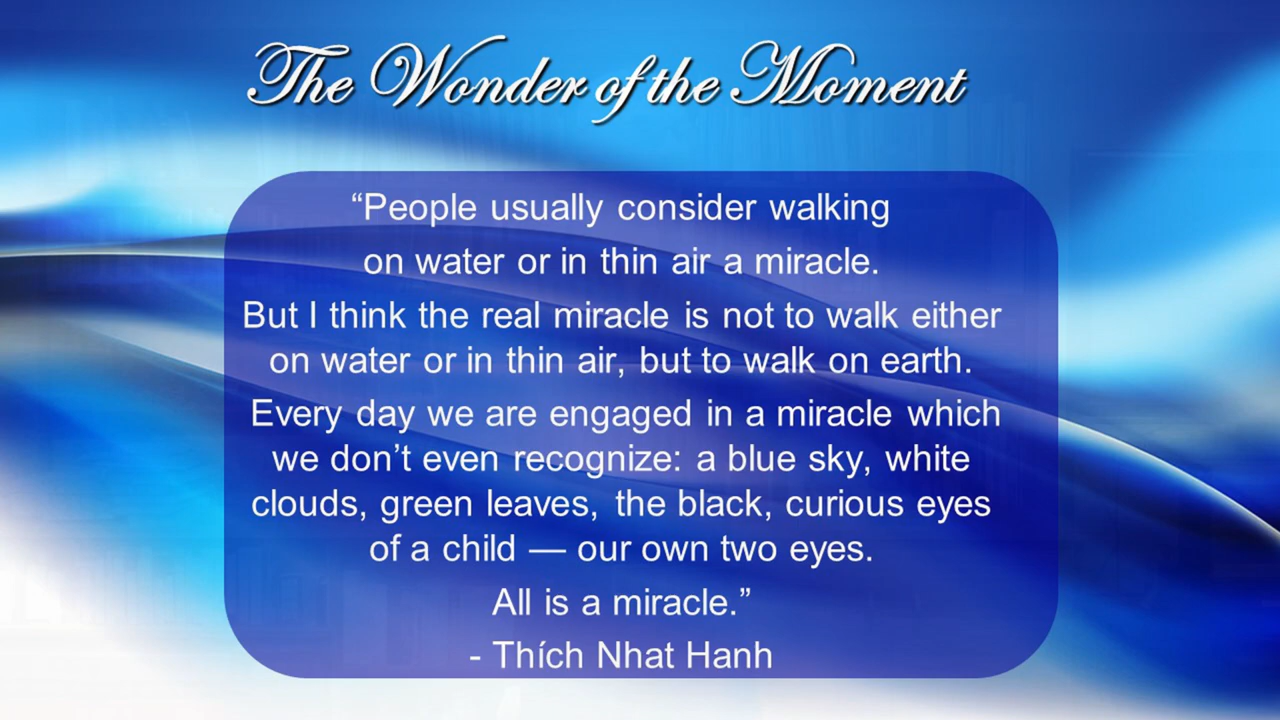 The Wonder of the Moment
“People usually consider walking
on water or in thin air a miracle.
But I think the real miracle is not to walk either
on water or in thin air, but to walk on earth.
Every day we are engaged in a miracle which
we don’t even recognize: a blue sky, white
clouds, green leaves, the black, curious eyes
of a child — our own two eyes.
All is a miracle.”
- Thích Nhat Hanh